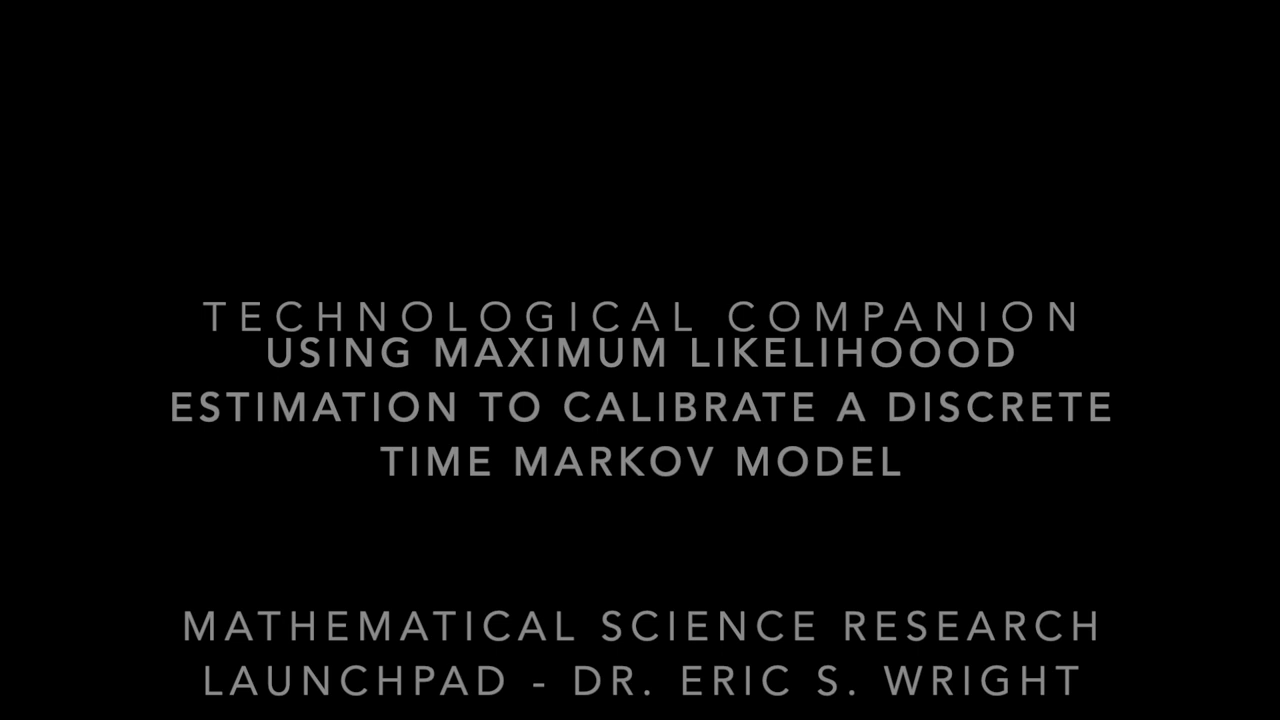 TECHNOLOGICAL COMPANION
USING MAXIMUM LIKELIHOOOD
ESTIMATION TO CALIBRATE A DISCRETE
TIME MARKOV MODEL
MATHEMATICAL SCIENCE RESEARCH
LAUNCHPAD - DR. ERIC S. WRIGHT